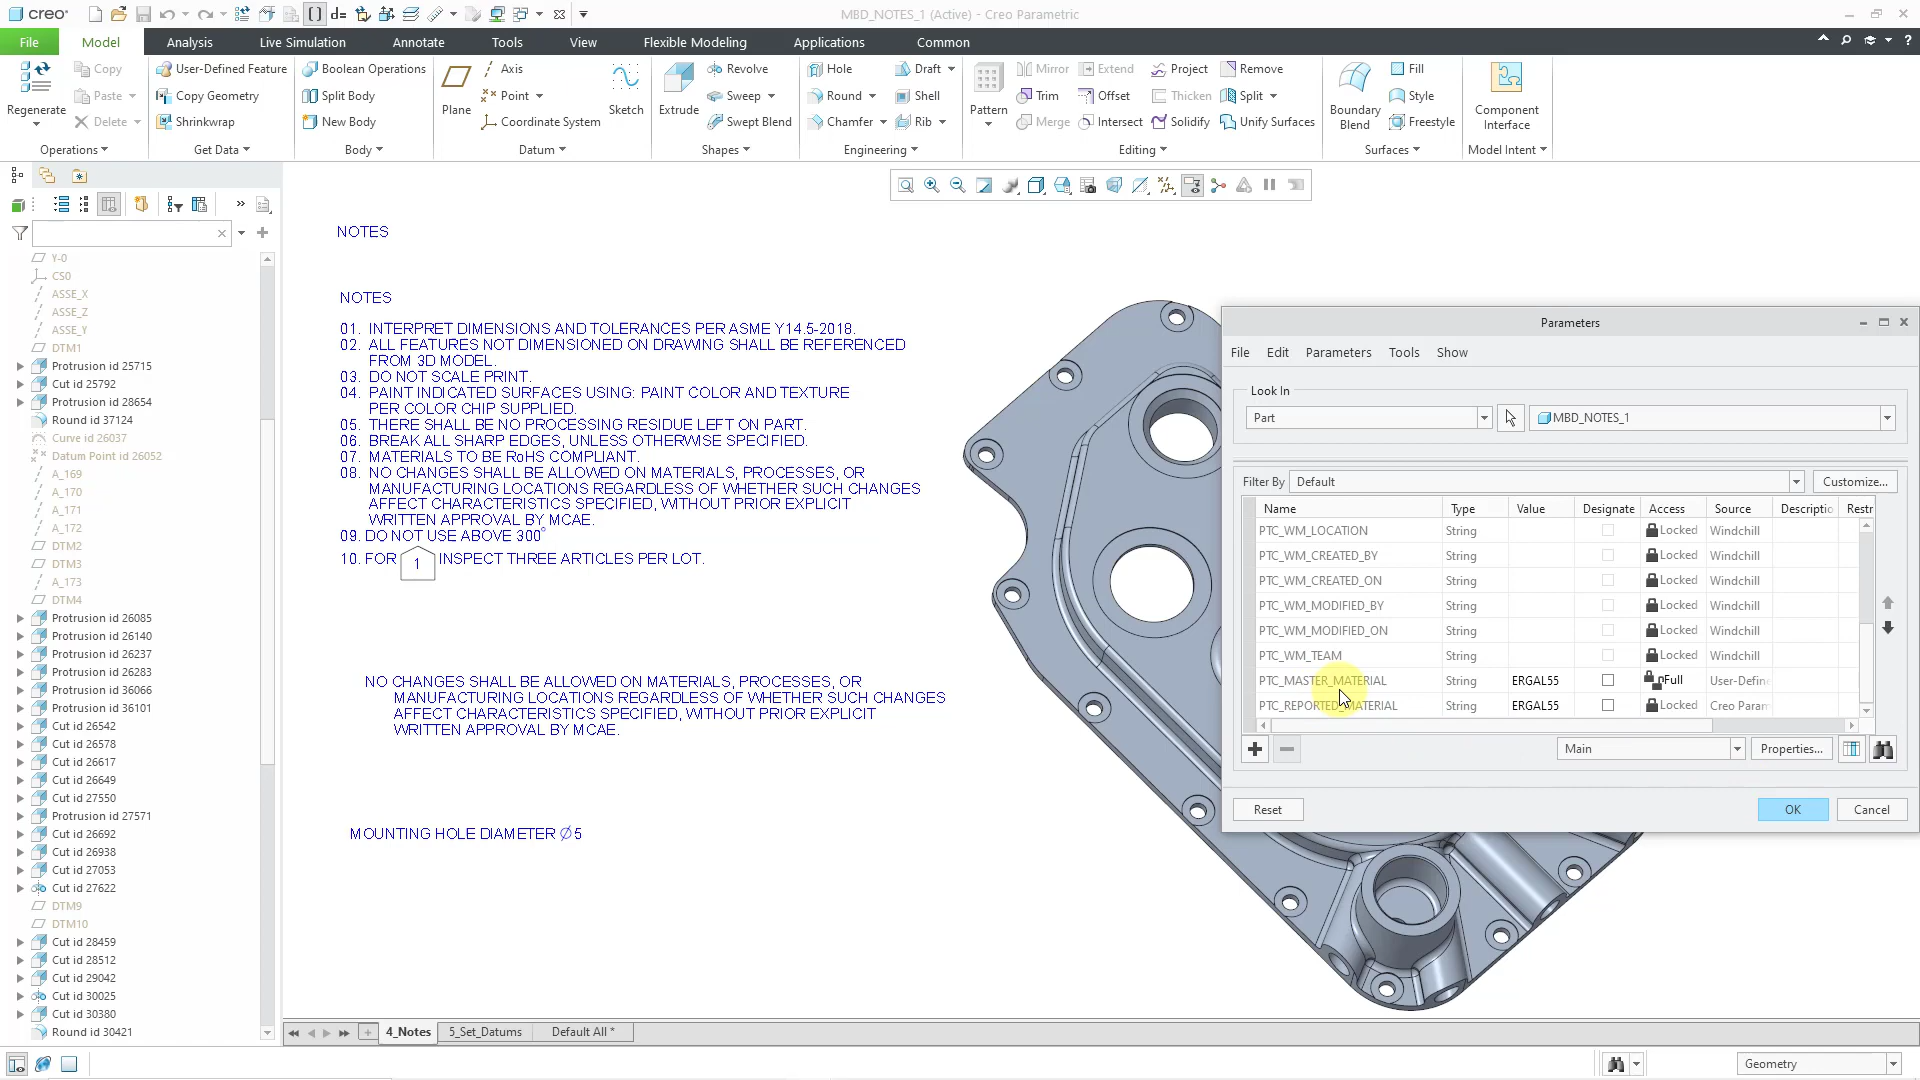 creo
MBD_NOTES_1 (Active) - Creo Parametric
File
Model
Analysis
Live Simulation
Annotate
Tools
View
Flexible Modeling
Applications
Common
Regenerate
Copy
Paste
Delete
Operations
User-Defined Feature
Copy Geometry
Shrinkwrap
Get Data
Boolean Operations
Split Body
New Body
Body
Plane
Axis
Point
Coordinate System
Sketch
Datum
Extrude
Revolve
Sweep
Swept Blend
Shapes
Hole
Round
Chamfer
Draft
Shell
Rib
Engineering
Pattern
Mirror
Trim
Merge
Extend
Offset
Intersect
Project
Thicken
Solidify
Remove
Split
Unify Surfaces
Editing
Boundary
Blend
Fill
Style
Freestyle
Surfaces
Component
Interface
Model Intent
Y-0
CS0
ASSE_X
ASSE_Z
ASSE_Y
DTM1
Protrusion id 25715
Cut id 25792
Protrusion id 28654
Round id 37124
Curve id 26037
Datum Point id 26052
A_169
A_170
A_171
A_172
DTM2
DTM3
A_173
DTM4
Protrusion id 26085
Protrusion id 26140
Protrusion id 26237
Protrusion id 26283
Protrusion id 36066
Protrusion id 36101
Cut id 26542
Cut id 26578
Cut id 26617
Cut id 26649
Cut id 27550
Protrusion id 27571
Cut id 26692
Cut id 26938
Cut id 27053
Cut id 27622
DTM9
DTM10
Cut id 28459
Cut id 28512
Cut id 29042
Cut id 30025
Cut id 30380
Round id 30421
NOTES
NOTES
01. INTERPRET DIMENSIONS AND TOLERANCES PER ASME Y14.5-2018.
02. ALL FEATURES NOT DIMENSIONED ON DRAWING SHALL BE REFERENCED
FROM 3D MODEL.
03. DO NOT SCALE PRINT.
04. PAINT INDICATED SURFACES USING: PAINT COLOR AND TEXTURE
PER COLOR CHIP SUPPLIED.
05. THERE SHALL BE NO PROCESSING RESIDUE LEFT ON PART.
06. BREAK ALL SHARP EDGES, UNLESS OTHERWISE SPECIFIED.
07. MATERIALS TO BE RoHS COMPLIANT.
08. NO CHANGES SHALL BE ALLOWED ON MATERIALS, PROCESSES, OR
MANUFACTURING LOCATIONS REGARDLESS OF WHETHER SUCH CHANGES
AFFECT CHARACTERISTICS SPECIFIED, WITHOUT PRIOR EXPLICIT
WRITTEN APPROVAL BY MCAE.
09. DO NOT USE ABOVE 300°
10. FOR 1 INSPECT THREE ARTICLES PER LOT.
NO CHANGES SHALL BE ALLOWED ON MATERIALS, PROCESSES, OR
MANUFACTURING LOCATIONS REGARDLESS OF WHETHER SUCH CHANGES
AFFECT CHARACTERISTICS SPECIFIED, WITHOUT PRIOR EXPLICIT
WRITTEN APPROVAL BY MCAE.
MOUNTING HOLE DIAMETER ∅5
Parameters
File Edit Parameters Tools Show
Look In
Part
MBD_NOTES_1
Filter By Default Customize...
Name Type Value Designate Access Source Descriptio Restr
PTC_WM_LOCATION String Locked Windchill
PTC_WM_CREATED_BY String Locked Windchill
PTC_WM_CREATED_ON String Locked Windchill
PTC_WM_MODIFIED_BY String Locked Windchill
PTC_WM_MODIFIED_ON String Locked Windchill
PTC_WM_TEAM String Locked Windchill
PTC_MASTER_MATERIAL String ERGAL55 Full User-Define
PTC_REPORTED_MATERIAL String ERGAL55 Locked Creo Param
Main
Properties...
Reset
OK
Cancel
4_Notes
5_Set_Datums
Default All *
Geometry